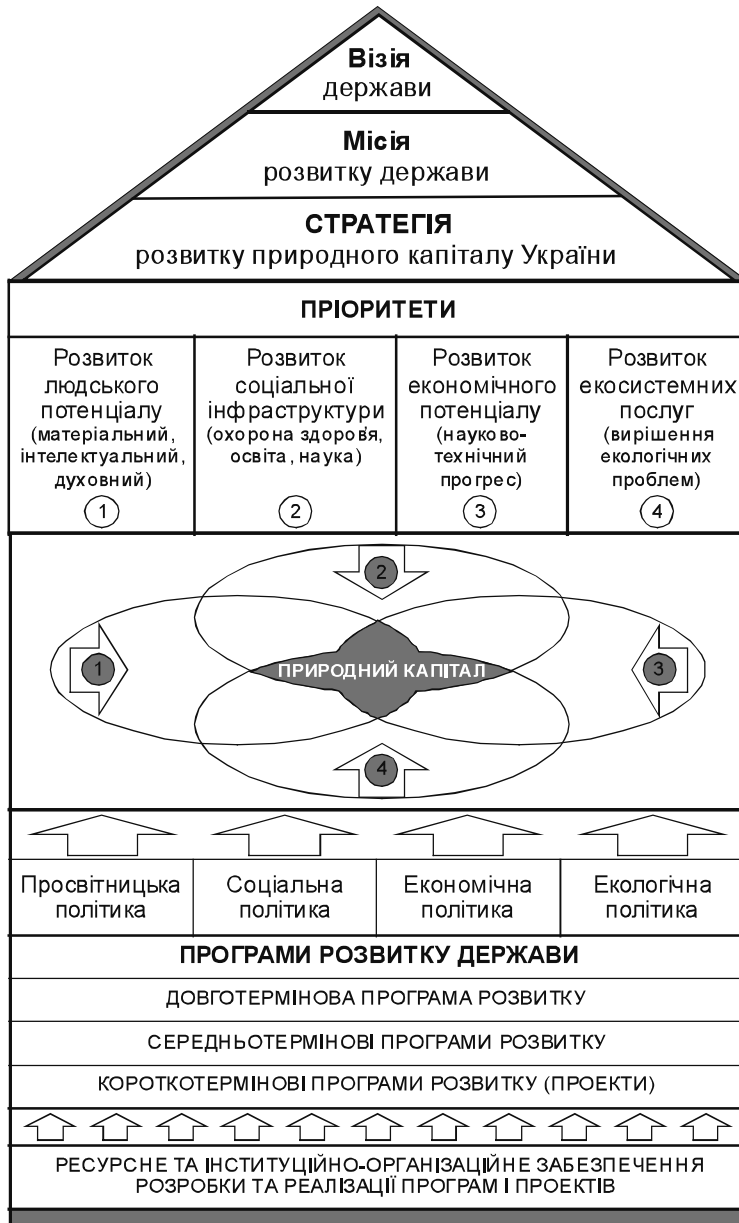 Візія
держави
Місія
розвитку держави
СТРАТЕГІЯ
розвитку природного капіталу України
ПРІОРИТЕТИ
Розвиток
людського
потенціалу
(матеріальний,
інтелектуальний,
духовний)
1
Розвиток
соціальної
інфраструктури
(охорона здоров'я,
освіта, наука)
2
Розвиток
економічного
потенціалу
(науково-
технічний
прогрес)
3
Розвиток
екосистемних
послуг
(вирішення
екологічних
проблем)
4
2
1
ПРИРОДНИЙ КАПІТАЛ
3
4
Просвітницька
політика
Соціальна
політика
Економічна
політика
Екологічна
політика
ПРОГРАМИ РОЗВИТКУ ДЕРЖАВИ
ДОВГОТЕРМІНОВА ПРОГРАМА РОЗВИТКУ
СЕРЕДНЬОТЕРМІНОВІ ПРОГРАМИ РОЗВИТКУ
КОРОТКОТЕРМІНОВІ ПРОГРАМИ РОЗВИТКУ (ПРОЕКТИ)
РЕСУРСНЕ ТА ІНСТИТУЦІЙНО-ОРГАНІЗАЦІЙНЕ ЗАБЕЗПЕЧЕННЯ
РОЗРОБКИ ТА РЕАЛІЗАЦІЇ ПРОГРАМ І ПРОЕКТІВ